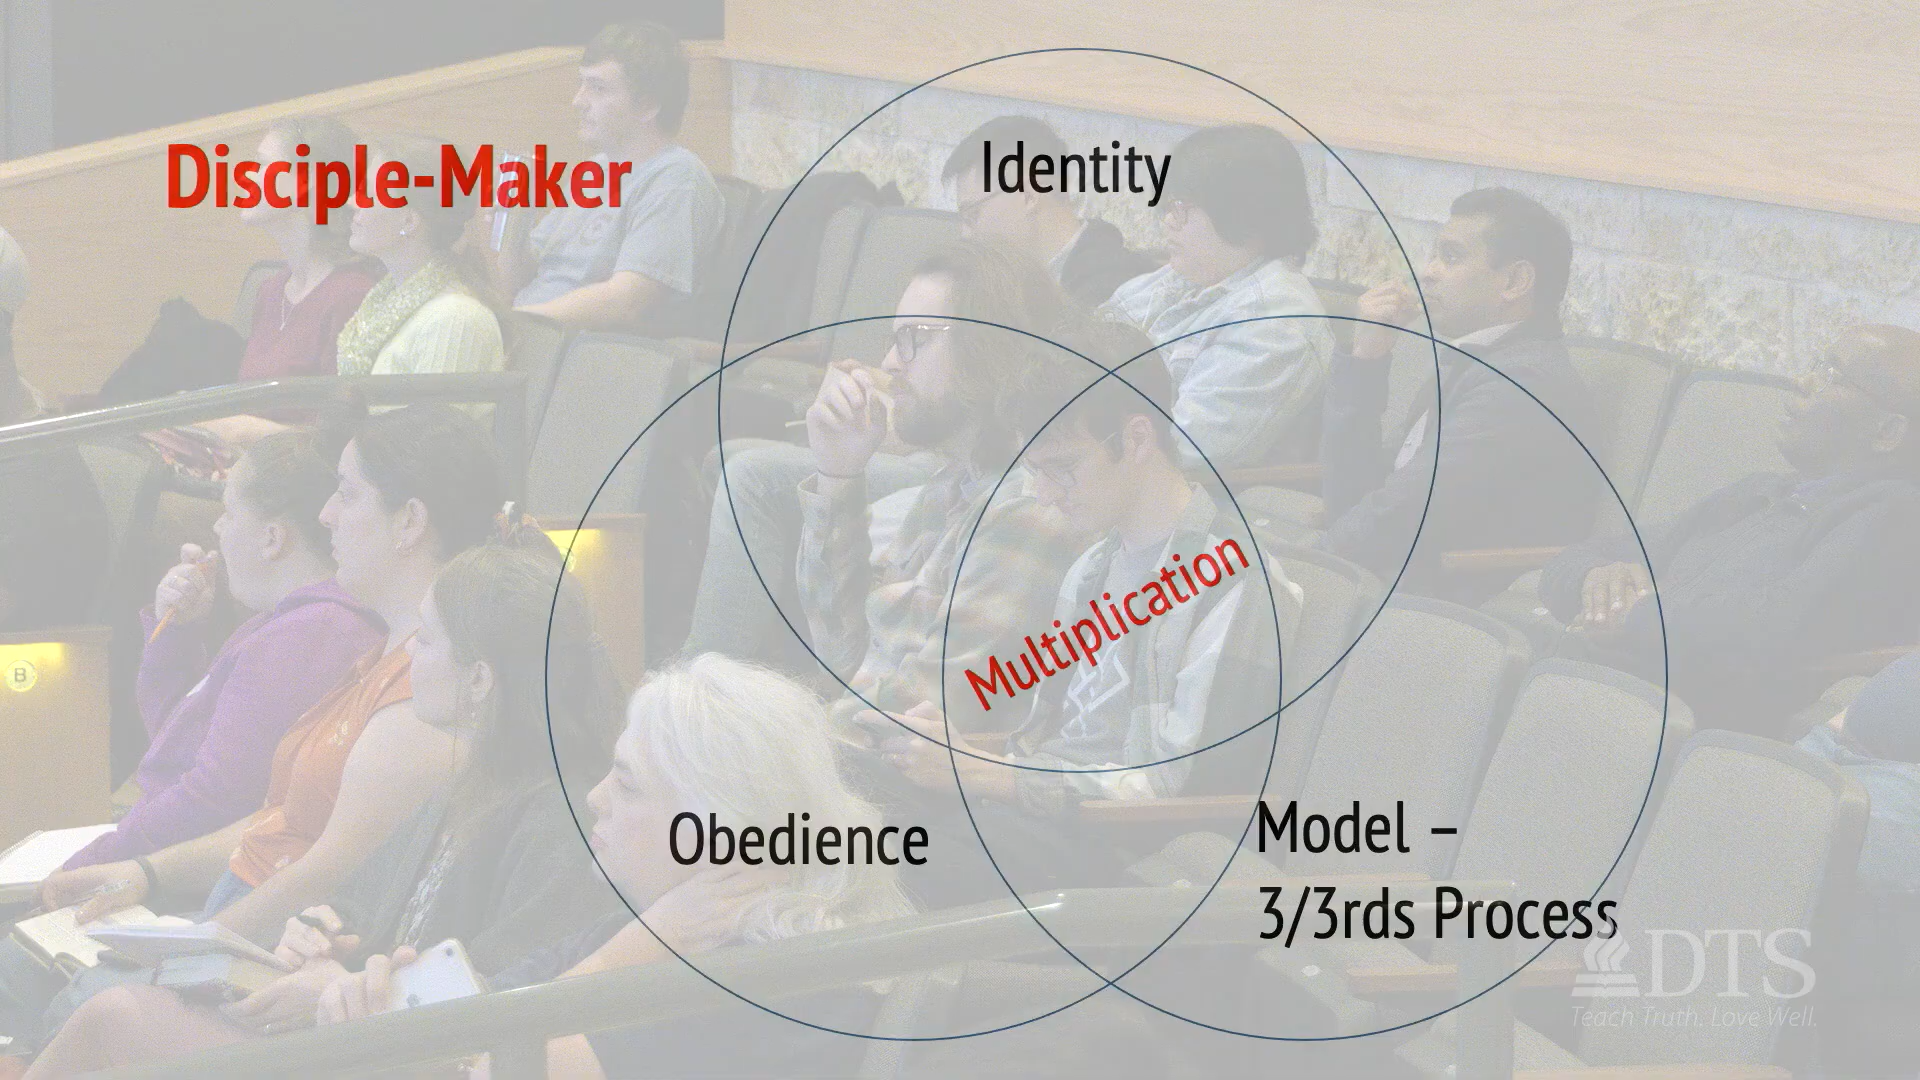 Disciple-Maker
Identity
Multiplication
Obedience
Model –
3/3rds Process
DTS
Teach Truth. Love Well.
B